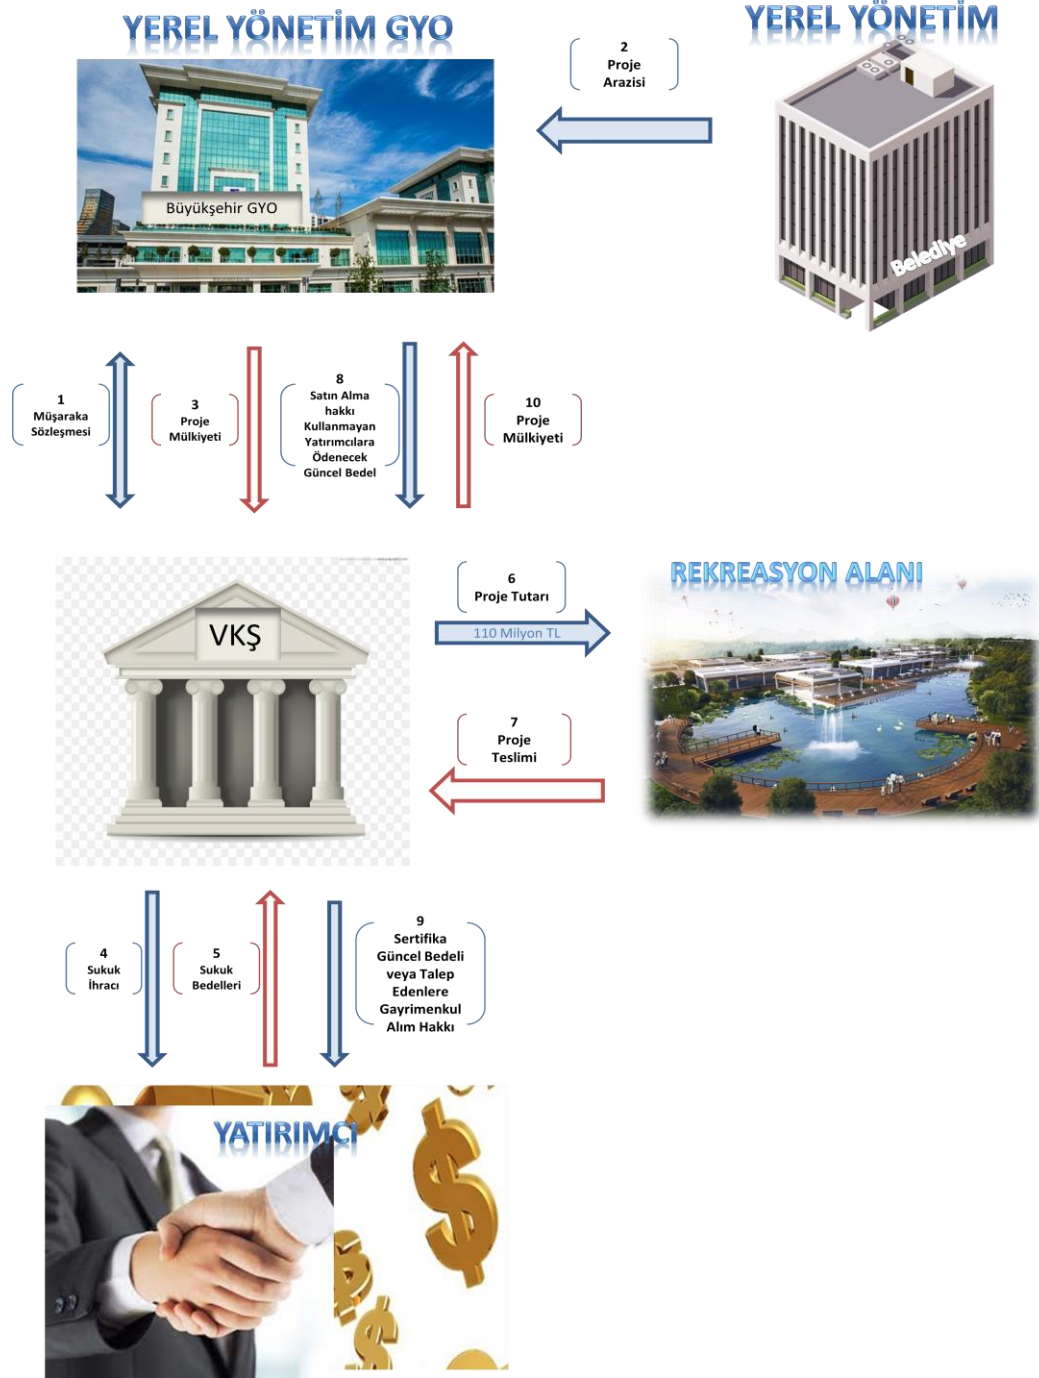 YEREL YÖNETİM GYO
YEREL YÖNETİM
2
Proje
Arazisi
Büyükşehir GYO
Belediye
1
Müşaraka
Sözleşmesi
3
Proje
Mülkiyeti
8
Satın Alma
hakkı
Kullanmayan
Yatırımcılara
Ödenecek
Güncel Bedel
10
Proje
Mülkiyeti
VKŞ
6
Proje Tutarı
110 Milyon TL
REKREASYON ALANI
7
Proje
Teslimi
4
Sukuk
İhracı
5
Sukuk
Bedelleri
9
Sertifika
Güncel Bedeli
veya Talep
Edenlere
Gayrimenkul
Alım Hakkı
YATIRIMCI